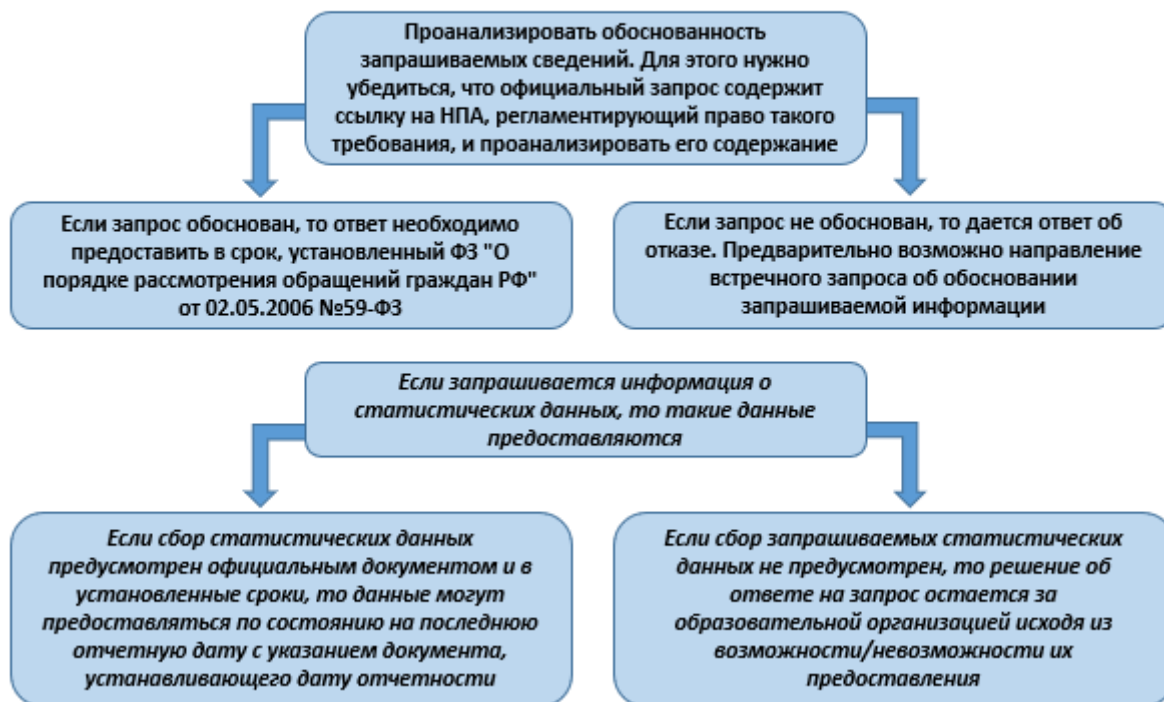 Проанализировать обоснованность
запрашиваемых сведений. Для этого нужно
убедиться, что официальный запрос содержит
ссылку на НПА, регламентирующий право такого
требования, и проанализировать его содержание
Если запрос обоснован, то ответ необходимо
предоставить в срок, установленный ФЗ "О
порядке рассмотрения обращений граждан РФ"
от 02.05.2006 №59-ФЗ
Если запрос не обоснован, то дается ответ об
отказе. Предварительно возможно направление
встречного запроса об обосновании
запрашиваемой информации
Если запрашивается информация о
статистических данных, то такие данные
предоставляются
Если сбор статистических данных
предусмотрен официальным документом и в
установленные сроки, то данные могут
предоставляться по состоянию на последнюю
отчетную дату с указанием документа,
устанавливающего дату отчетности
Если сбор запрашиваемых статистических
данных не предусмотрен, то решение об
ответе на запрос остается за
образовательной организацией исходя из
возможности/невозможности их
предоставления